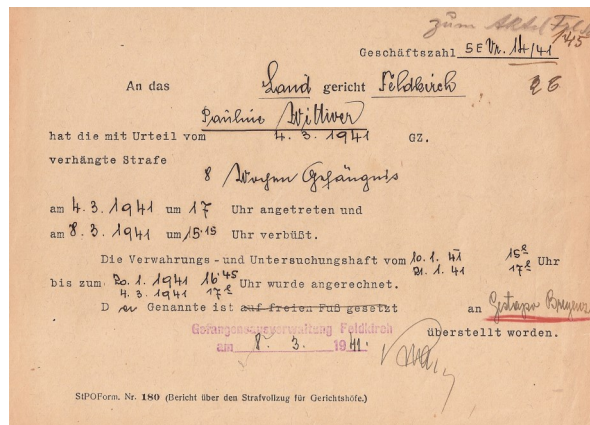 zum Akte
Geschäftszahl 5 E Vr. 14/41
An das Land gericht Feldkirch
Pauline Wittwer
hat die mit Urteil vom 4. 3. 1941 GZ.
verhängte Strafe
8 Wochen Gefängnis
am 4. 3. 1941 um 17 Uhr angetreten und
am 8. 3. 1941 um 15.15 Uhr verbüßt.
Die Verwahrungs- und Untersuchungshaft vom 10. 1. 41 15 Uhr
21. 1. 41 17
bis zum 20. 1. 1941 16.45 Uhr wurde angerechnet.
4. 3. 1941 17
D er Genannte ist auf freien Fuß gesetzt an Gestapo Bregenz
Gefangenhausverwaltung Feldkirch überstellt worden.
am 8. 3. 1941.
StPOForm. Nr. 180 (Bericht über den Strafvollzug für Gerichtshöfe.)